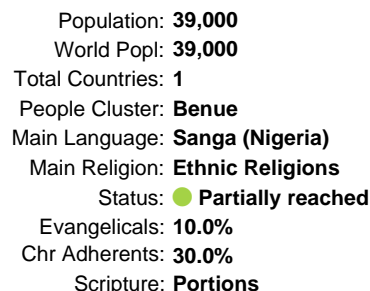 Population: 39,000
World Popl: 39,000
Total Countries: 1
People Cluster: Benue
Main Language: Sanga (Nigeria)
Main Religion: Ethnic Religions
Status: Partially reached
Evangelicals: 10.0%
Chr Adherents: 30.0%
Scripture: Portions